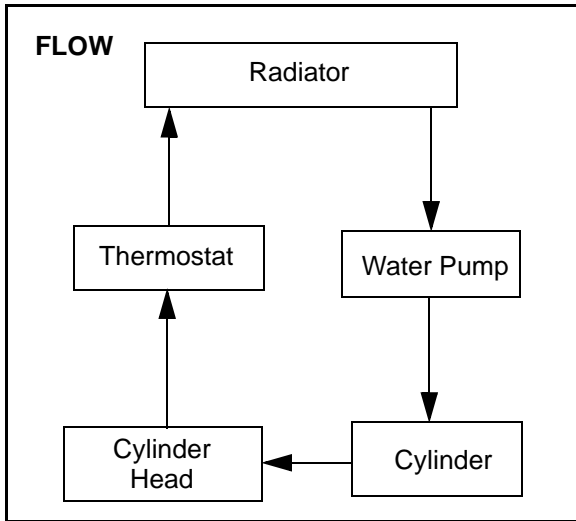 FLOW
Radiator
Thermostat
Water Pump
Cylinder
Head
Cylinder